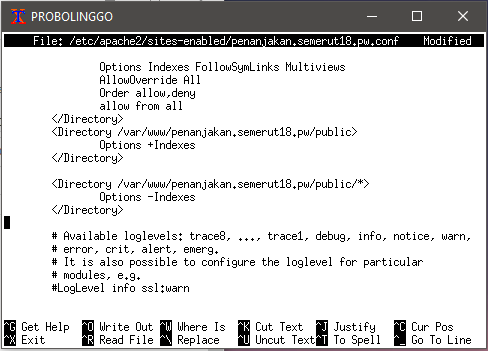 PROBOLINGGO
File: /etc/apache2/sites-enabled/penanjakan.semerut18.pw.conf Modified
Options Indexes FollowSymLinks Multiviews
AllowOverride All
Order allow,deny
allow from all
</Directory>
<Directory /var/www/penanjakan.semerut18.pw/public>
Options +Indexes
</Directory>
<Directory /var/www/penanjakan.semerut18.pw/public/*>
Options -Indexes
</Directory>
# Available loglevels: trace8, ..., trace1, debug, info, notice, warn,
# error, crit, alert, emerg.
# It is also possible to configure the loglevel for particular
# modules, e.g.
#LogLevel info ssl:warn
^G Get Help ^O Write Out ^W Where Is ^K Cut Text ^J Justify ^C Cur Pos
^X Exit ^R Read File ^\ Replace ^U Uncut Text ^T To Spell ^_ Go To Line